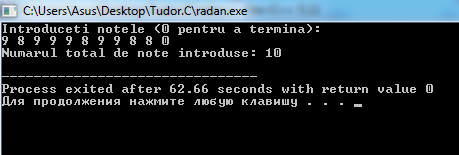 C:\Users\Asus\Desktop\Tudor.C\radan.exe
Introduceti notele (0 pentru a termina):
9 8 9 9 9 8 9 9 8 8 0
Numarul total de note introduse: 10
--------------------------------
Process exited after 62.66 seconds with return value 0
Для продолжения нажмите любую клавишу . . .